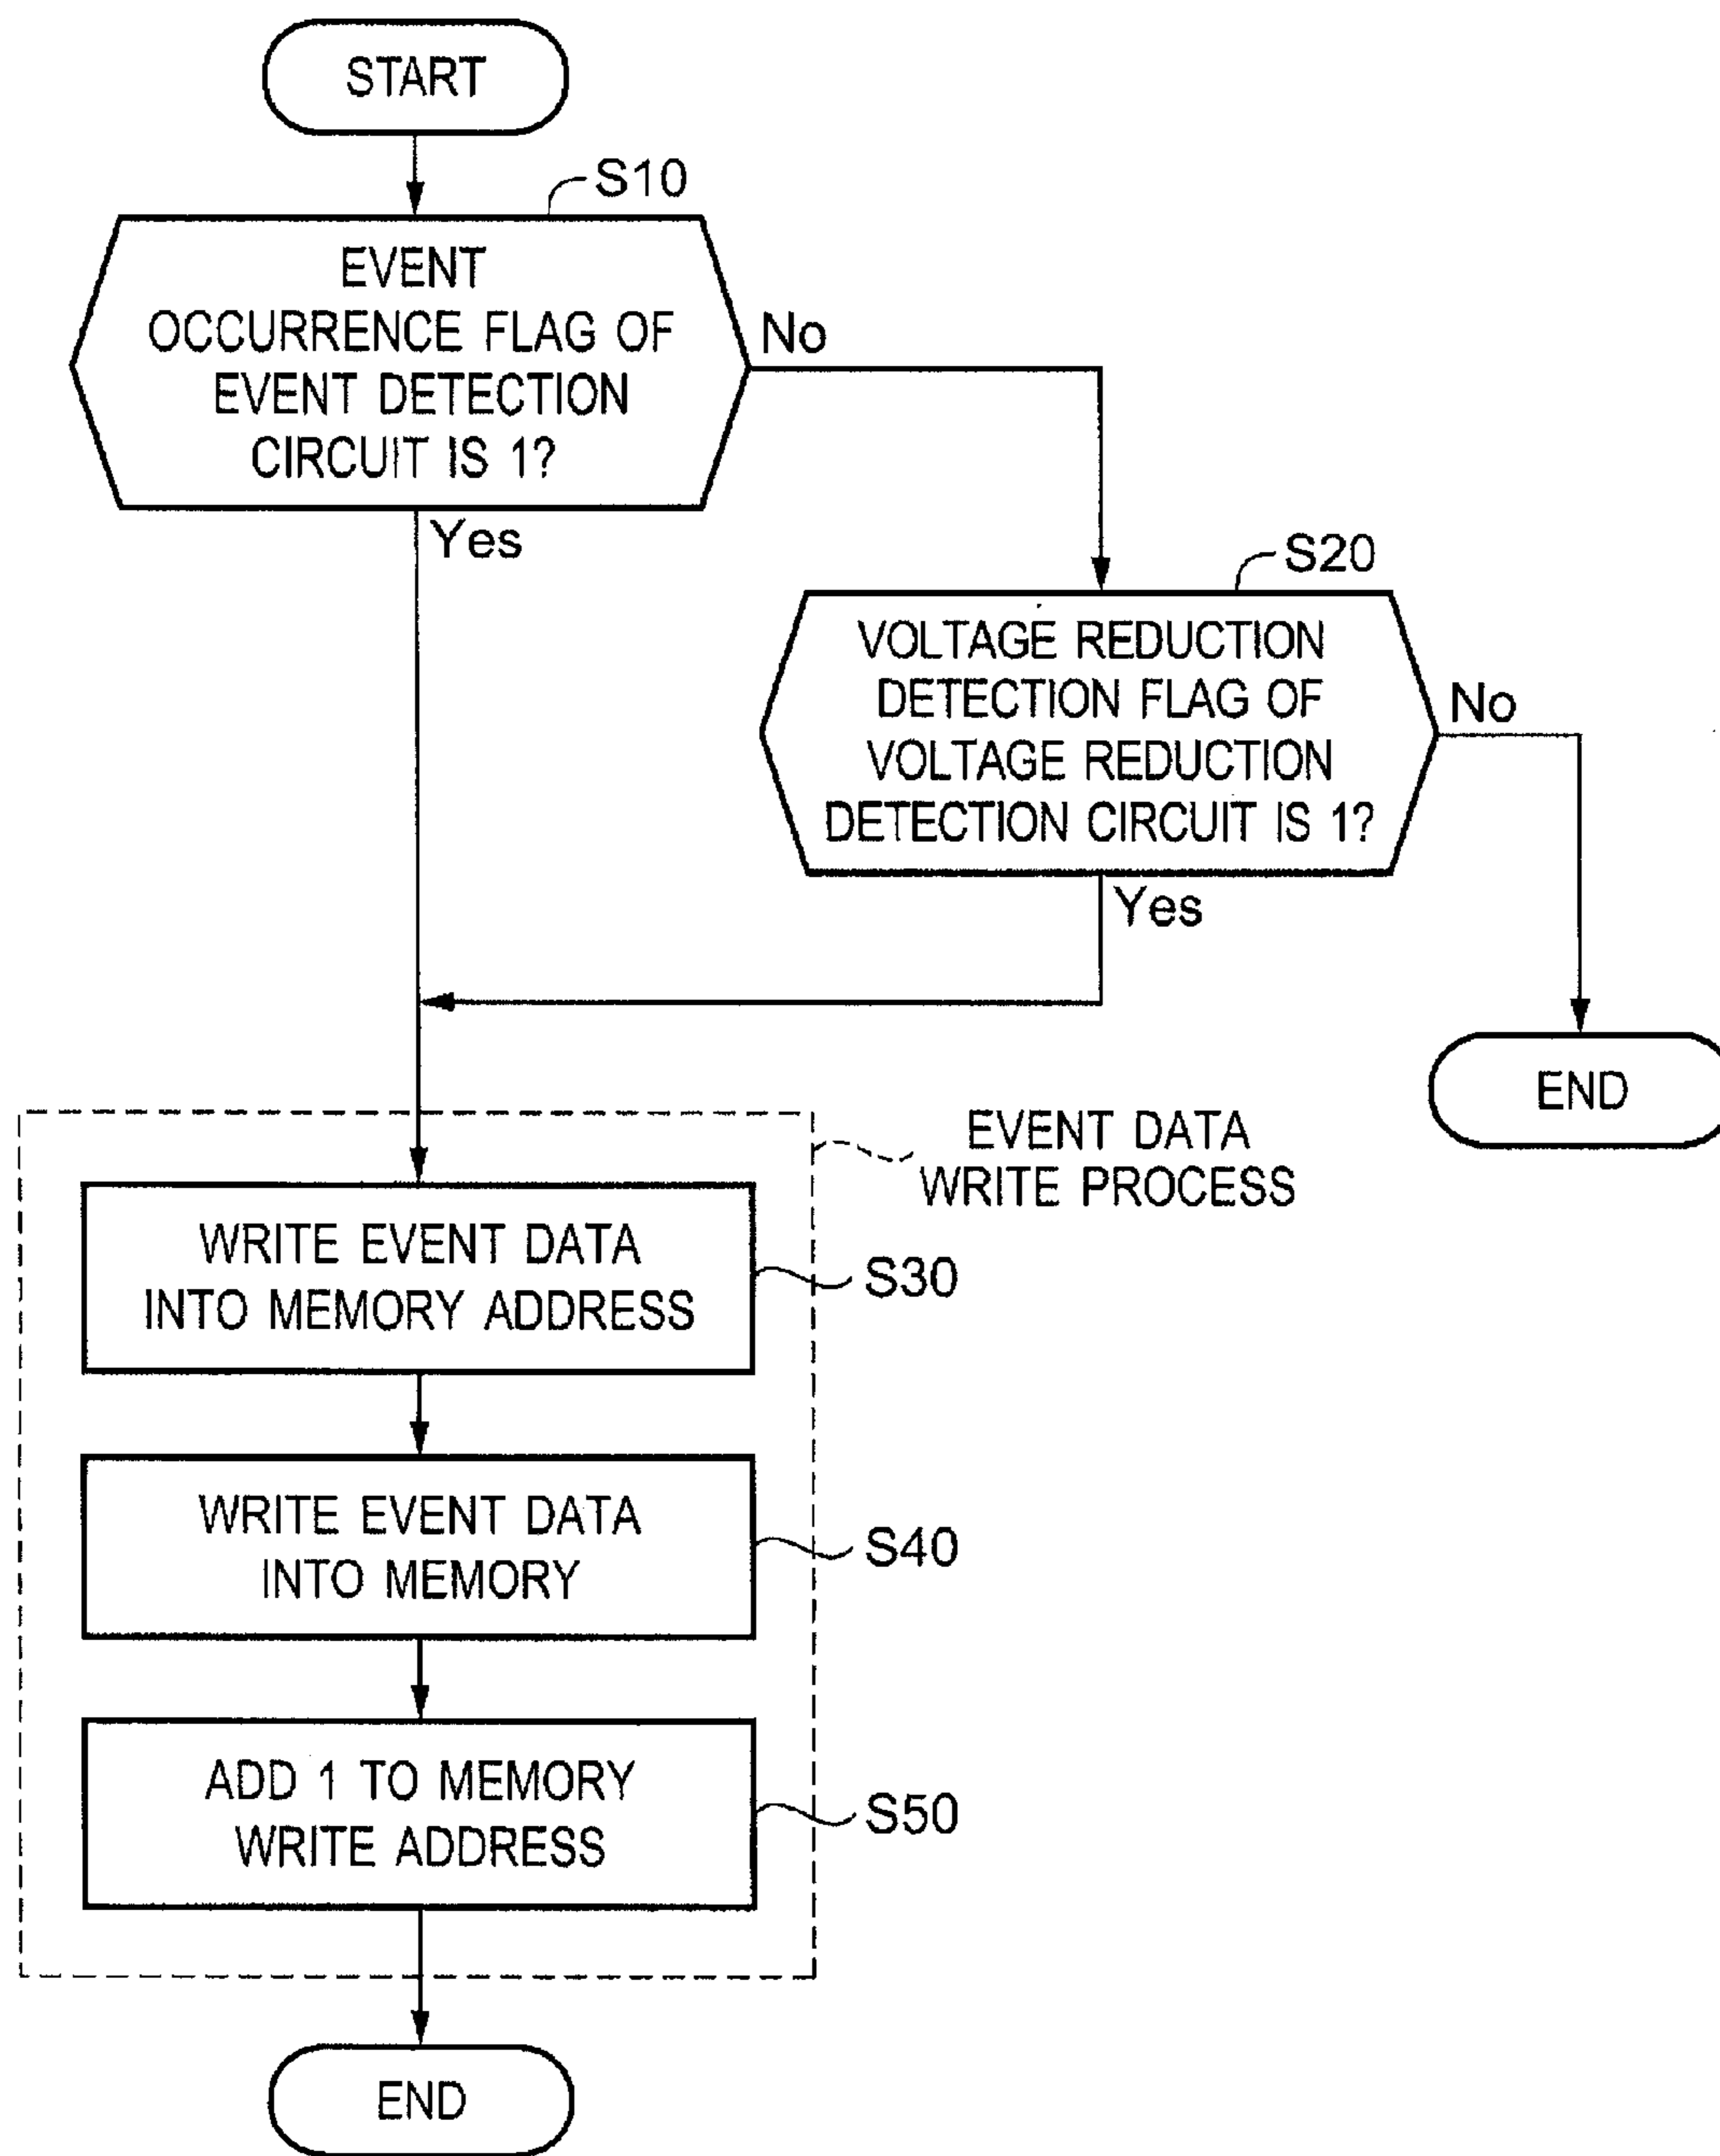 START
S10
EVENT
OCCURRENCE FLAG OF
EVENT DETECTION
CIRCUIT IS 1?
No
Yes
S20
VOLTAGE REDUCTION
DETECTION FLAG OF
VOLTAGE REDUCTION
DETECTION CIRCUIT IS 1?
No
Yes
END
EVENT DATA
WRITE PROCESS
WRITE EVENT DATA
INTO MEMORY ADDRESS
S30
WRITE EVENT DATA
INTO MEMORY
S40
ADD 1 TO MEMORY
WRITE ADDRESS
S50
END